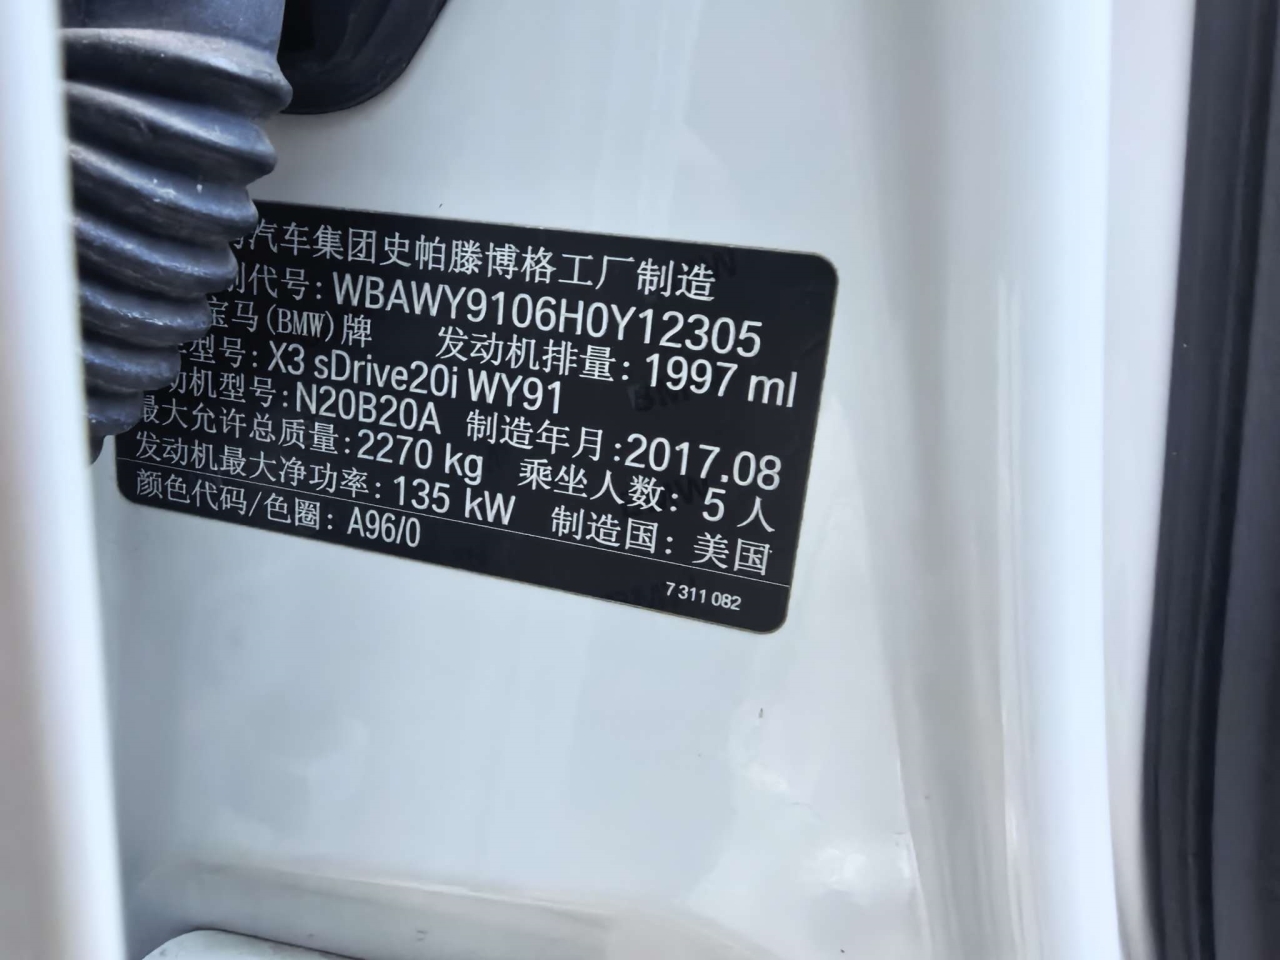 汽车集团史帕滕博格工厂制造
别代号: WBAWY9106H0Y12305
宝马(BMW)牌 发动机排量: 1997 ml
型号: X3 sDrive20i WY91
动机型号: N20B20A 制造年月: 2017.08
最大允许总质量: 2270 kg 乘坐人数: 5 人
发动机最大净功率: 135 kW 制造国: 美国
颜色代码/色圈: A96/0
7 311 082